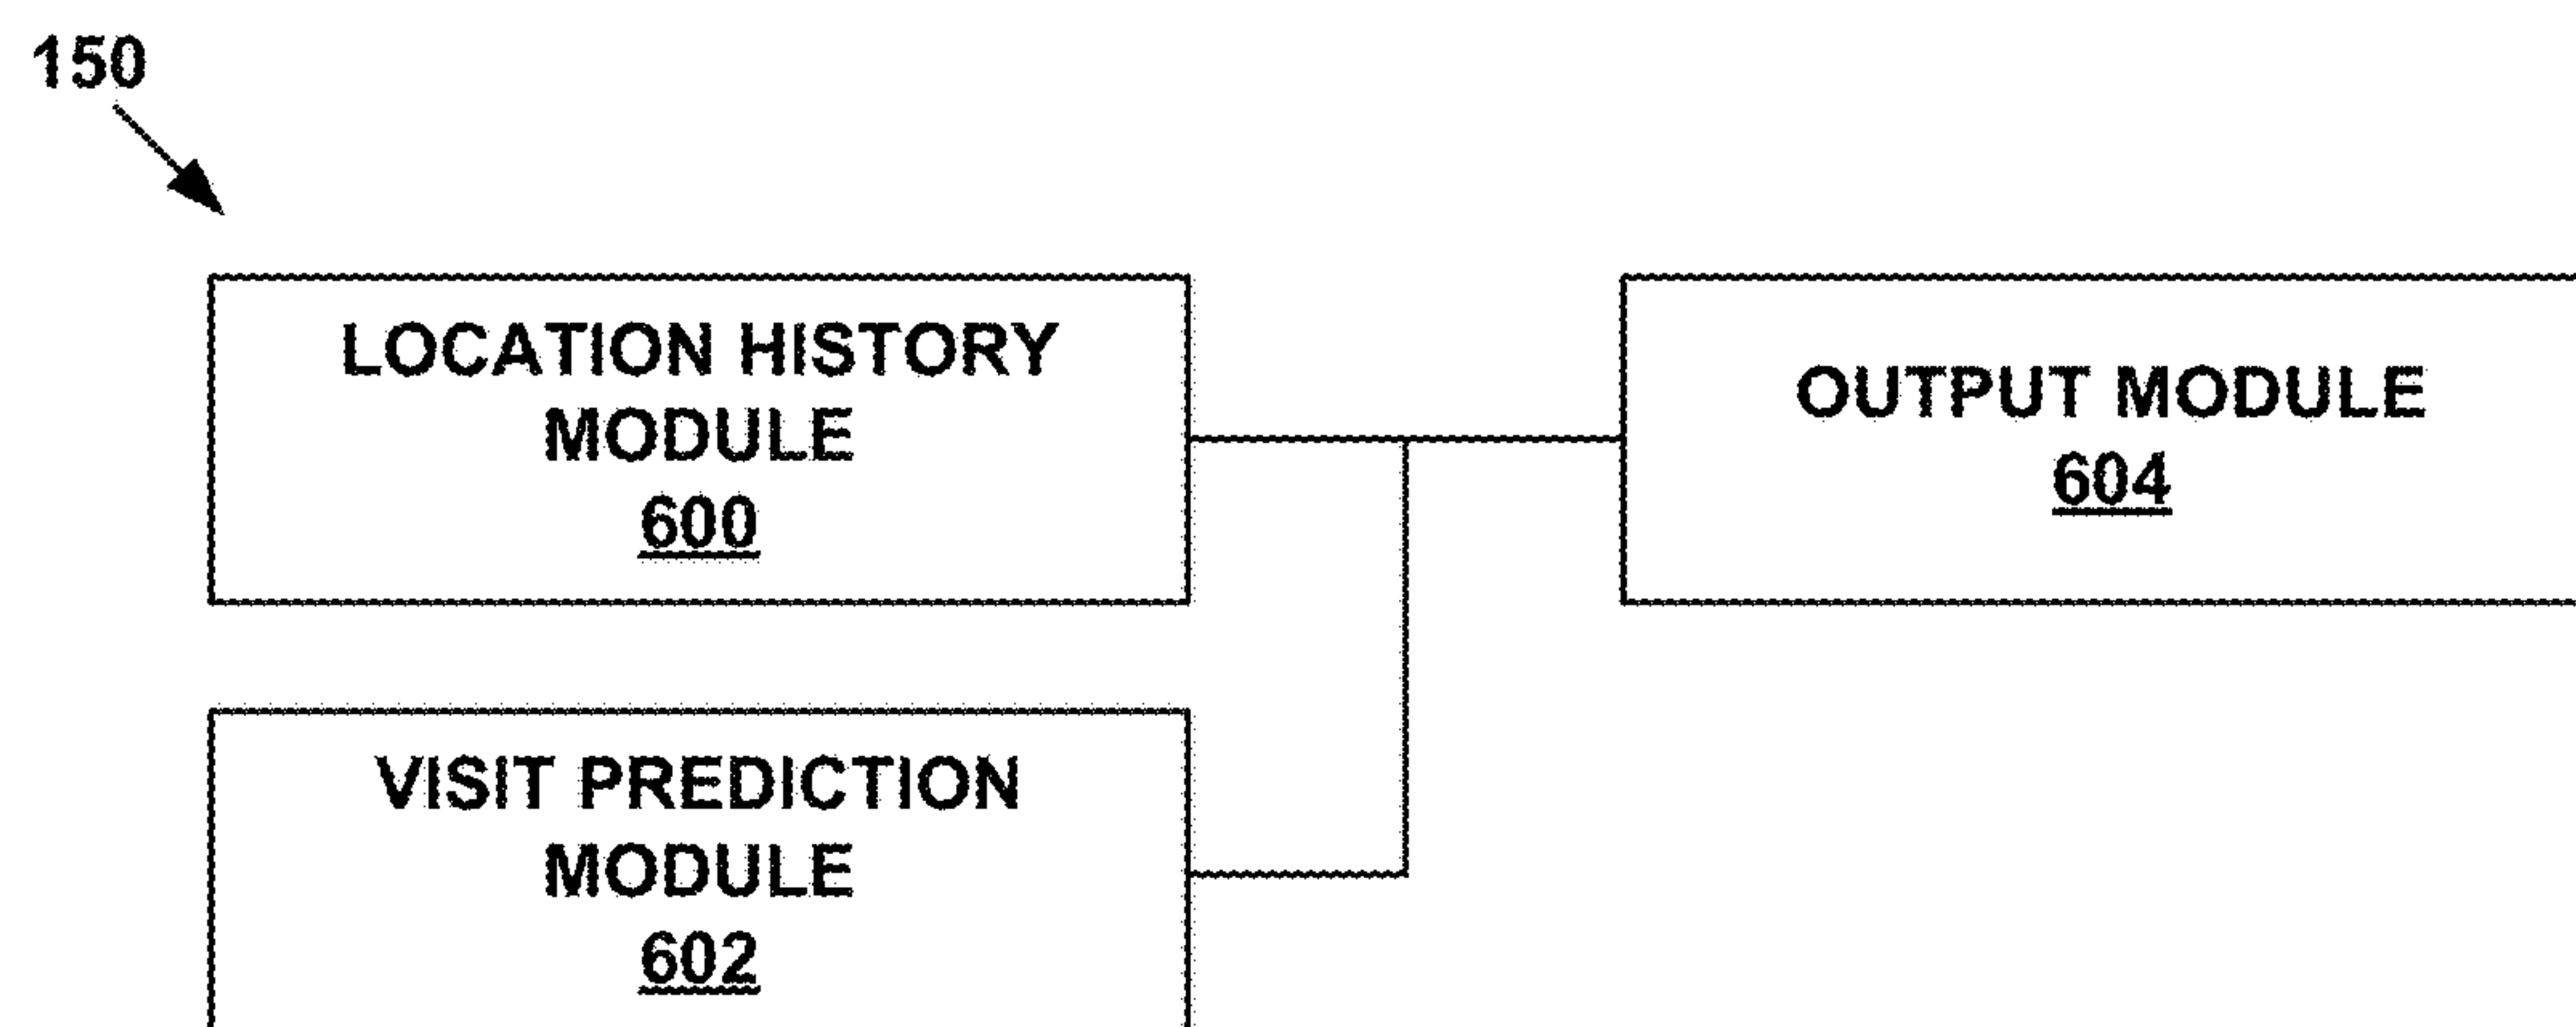 150
LOCATION HISTORY
MODULE
600
OUTPUT MODULE
604
VISIT PREDICTION
MODULE
602